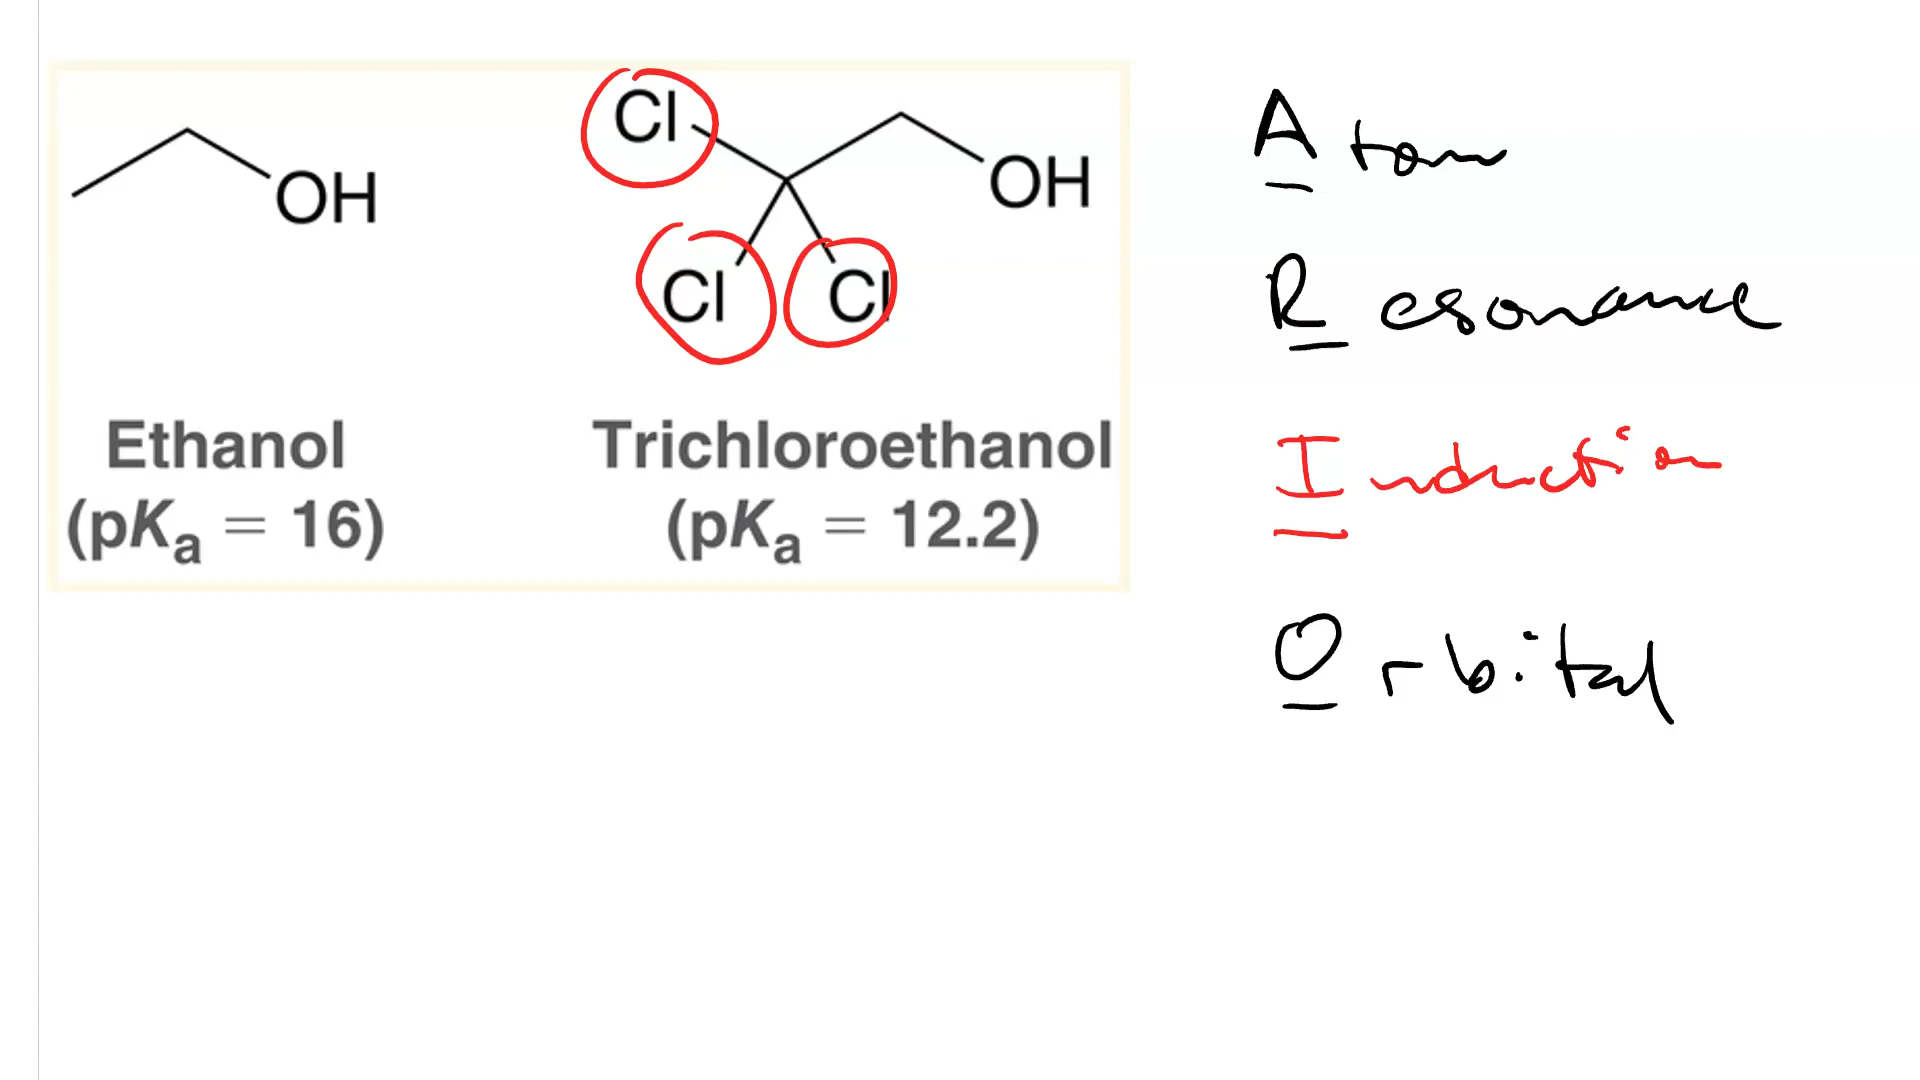 Cl
OH
OH
Cl
Cl
Ethanol
(pKa = 16)
Trichloroethanol
(pKa = 12.2)
Atom
Resonance
Induction
Orbital